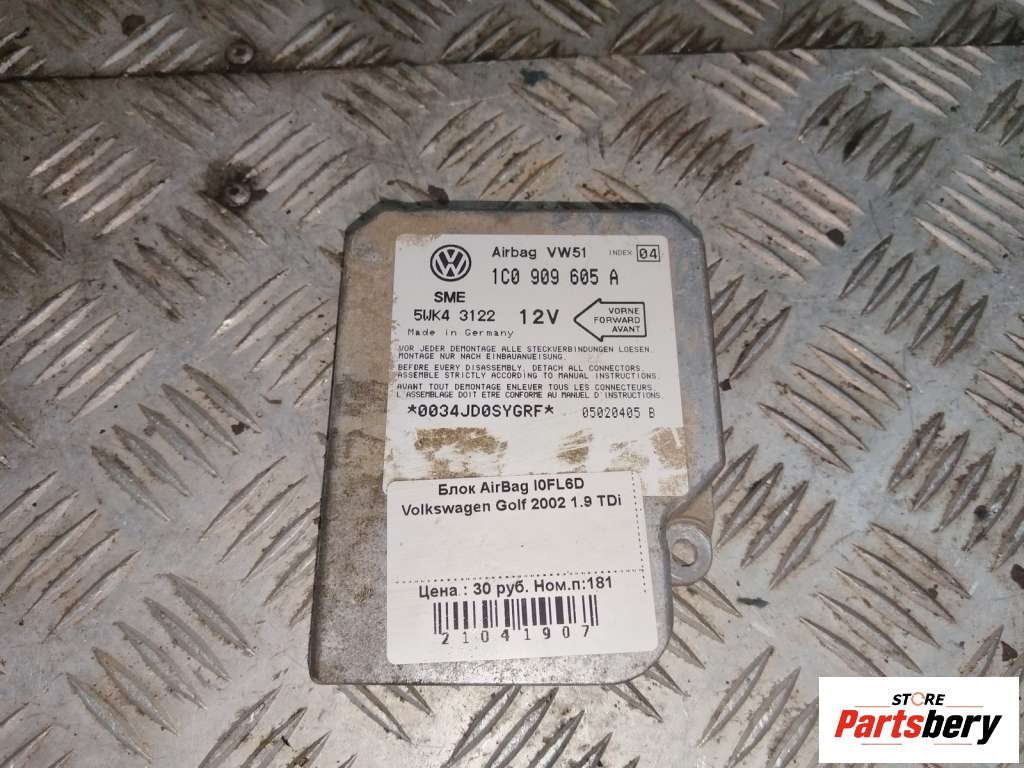 Airbag VW51 INDEX 04
1C0 909 605 A
SME
5WK4 3122 12V
VORNE
FORWARD
AVANT
Made in Germany
VOR JEDER DEMONTAGE ALLE STECKVERBINDUNGEN LOESEN.
MONTAGE NUR NACH EINBAUANWEISUNG.
BEFORE EVERY DISASSEMBLY, DETACH ALL CONNECTORS.
ASSEMBLE STRICTLY ACCORDING TO MANUAL INSTRUCTIONS.
AVANT TOUT DEMONTAGE ENLEVER TOUS LES CONNECTEURS.
L'ASSEMBLAGE DOIT ETRE CONFORME AU MANUEL D'INSTRUCTIONS
*0034JD0SYGRF* 05020405 B
Блок AirBag I0FL6D
Volkswagen Golf 2002 1.9 TDi
Цена : 30 руб. Ном.п:181
21041907
STORE
Partsbery